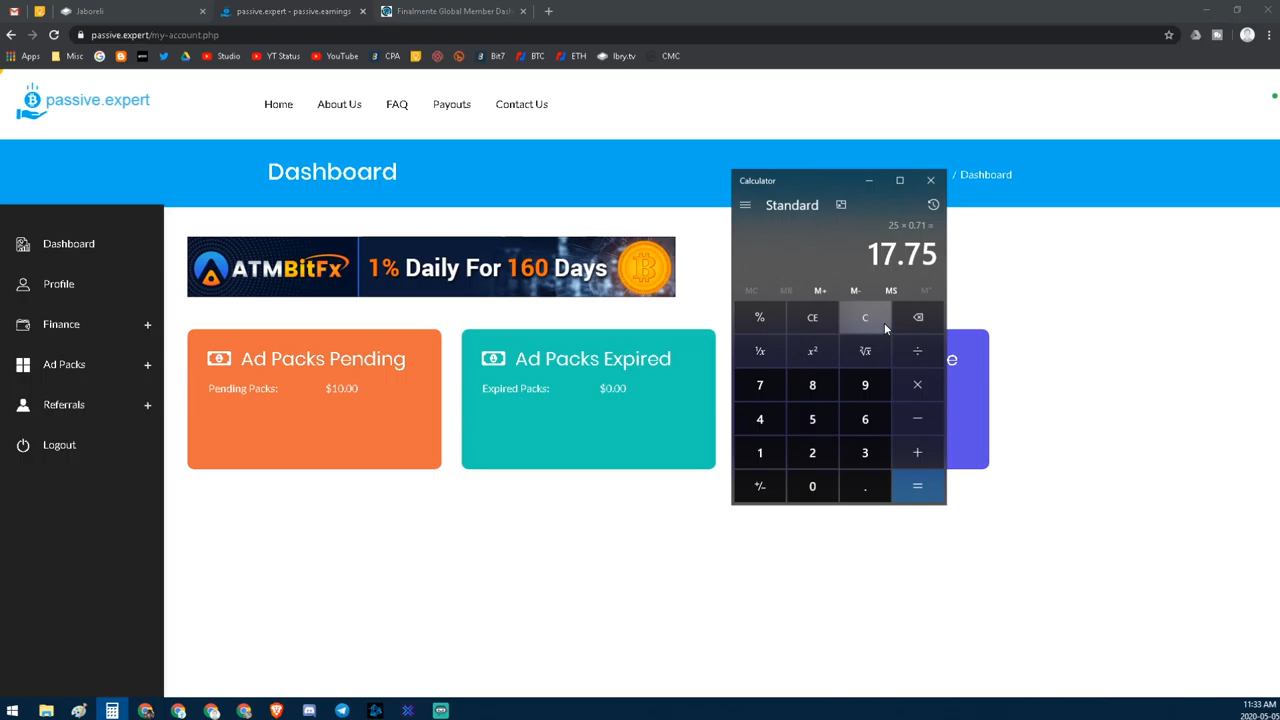 Jaboreli
passive.expert - passive.earnings
Finalmente Global Member Dash
passive.expert/my-account.php
Apps Misc Studio YT Status YouTube CPA Bit7 BTC ETH lbry.tv CMC
passive.expert
Home About Us FAQ Payouts Contact Us
Dashboard
/ Dashboard
Dashboard
Profile
Finance +
Ad Packs +
Referrals +
Logout
ATMBitFx 1% Daily For 160 Days
Ad Packs Pending
Pending Packs: $10.00
Ad Packs Expired
Expired Packs: $0.00
e
Calculator
Standard
25 × 0.71 =
17.75
MC MR M+ M- MS M˅
% CE C
¹/x x² ²√x ÷
7 8 9 ×
4 5 6 −
1 2 3 +
+/− 0 . =
11:33 AM
2020-05-05